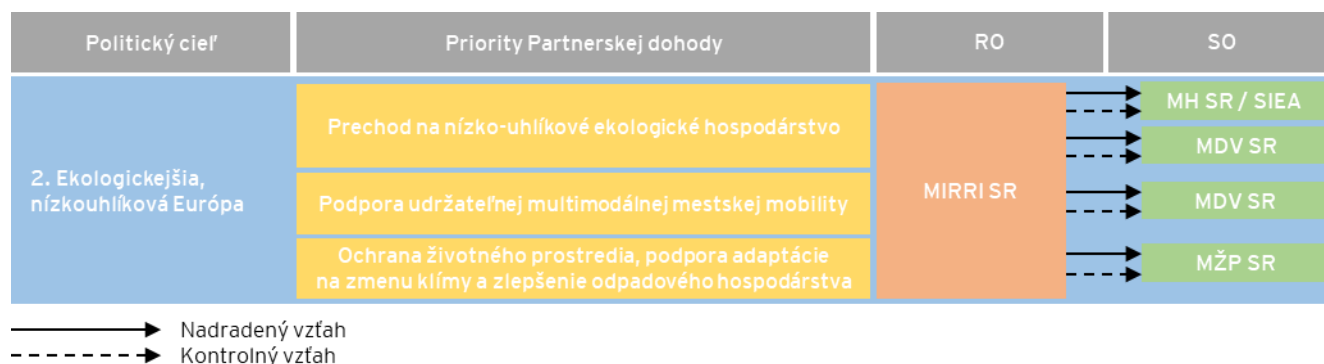 Politický cieľ
Priority Partnerskej dohody
RO
SO
2. Ekologickejšia,
nízkouhlíková Európa
Prechod na nízko-uhlíkové ekologické hospodárstvo
Podpora udržateľnej multimodálnej mestskej mobility
Ochrana životného prostredia, podpora adaptácie
na zmenu klímy a zlepšenie odpadového hospodárstva
MIRRI SR
MH SR / SIEA
MDV SR
MDV SR
MŽP SR
Nadradený vzťah
Kontrolný vzťah